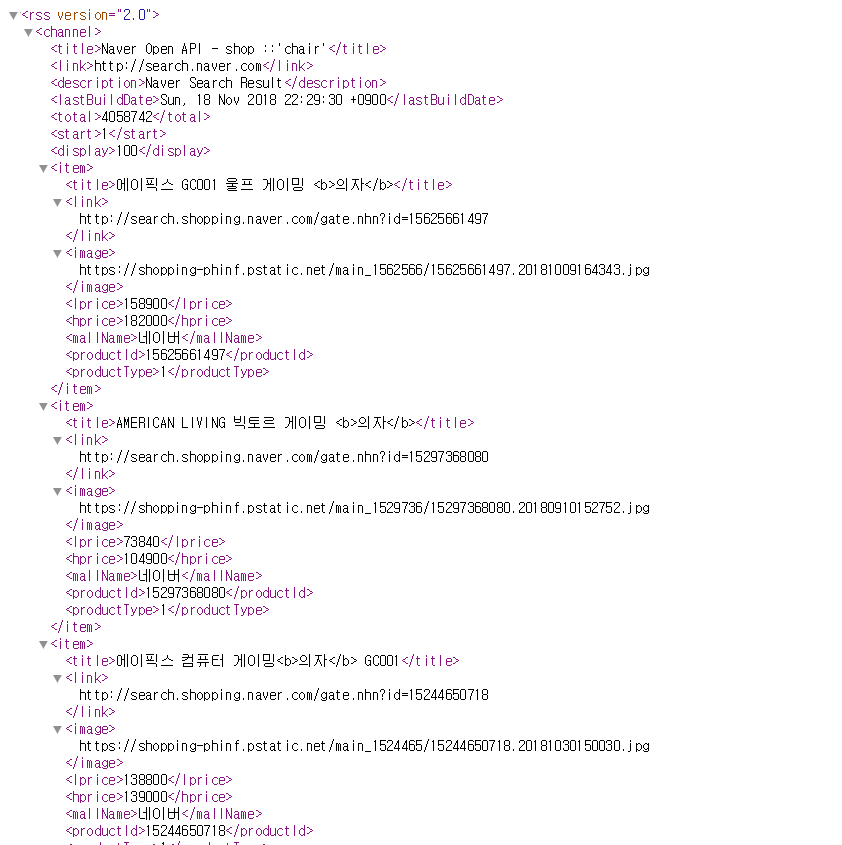 <rss version="2.0">
<channel>
<title>Naver Open API - shop ::'chair'</title>
<link>http://search.naver.com</link>
<description>Naver Search Result</description>
<lastBuildDate>Sun, 18 Nov 2018 22:29:30 +0900</lastBuildDate>
<total>4058742</total>
<start>1</start>
<display>100</display>
<item>
<title>에이픽스 GC001 울프 게이밍 <b>의자</b></title>
<link>
http://search.shopping.naver.com/gate.nhn?id=15625661497
</link>
<image>
https://shopping-phinf.pstatic.net/main_1562566/15625661497.20181009164343.jpg
</image>
<lprice>158900</lprice>
<hprice>182000</hprice>
<mallName>네이버</mallName>
<productId>15625661497</productId>
<productType>1</productType>
</item>
<item>
<title>AMERICAN LIVING 빅토르 게이밍 <b>의자</b></title>
<link>
http://search.shopping.naver.com/gate.nhn?id=15297368080
</link>
<image>
https://shopping-phinf.pstatic.net/main_1529736/15297368080.20180910152752.jpg
</image>
<lprice>73840</lprice>
<hprice>104900</hprice>
<mallName>네이버</mallName>
<productId>15297368080</productId>
<productType>1</productType>
</item>
<item>
<title>에이픽스 컴퓨터 게이밍<b>의자</b> GC001</title>
<link>
http://search.shopping.naver.com/gate.nhn?id=15244650718
</link>
<image>
https://shopping-phinf.pstatic.net/main_1524465/15244650718.20181030150030.jpg
</image>
<lprice>138800</lprice>
<hprice>139000</hprice>
<mallName>네이버</mallName>
<productId>15244650718</productId>